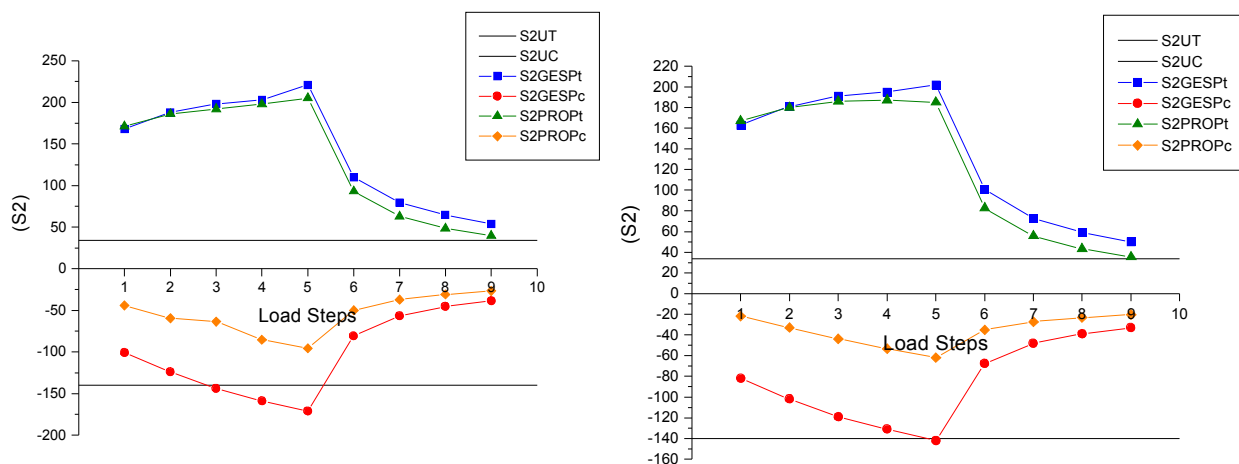 S2UT
S2UC
S2GESPt
S2GESPc
S2PROPt
S2PROPc
250
200
150
100
50
0
-50
-100
-150
-200
(S2)
1 2 3 4 5 6 7 8 9 10
Load Steps
S2UT
S2UC
S2GESPt
S2GESPc
S2PROPt
S2PROPc
220
200
180
160
140
120
100
80
60
40
20
0
-20
-40
-60
-80
-100
-120
-140
-160
(S2)
1 2 3 4 5 6 7 8 9 10
Load Steps